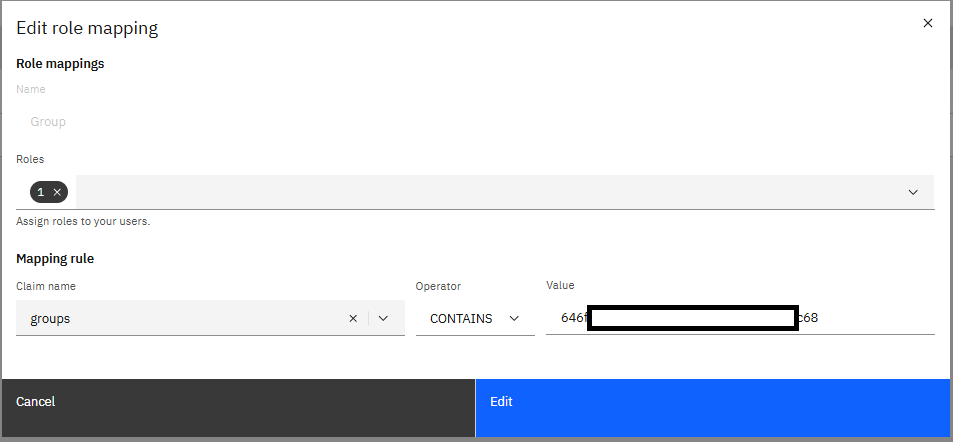 Edit role mapping
Role mappings
Name
Group
Roles
1
Assign roles to your users.
Mapping rule
Claim name Operator Value
groups CONTAINS 646f c68
Cancel Edit